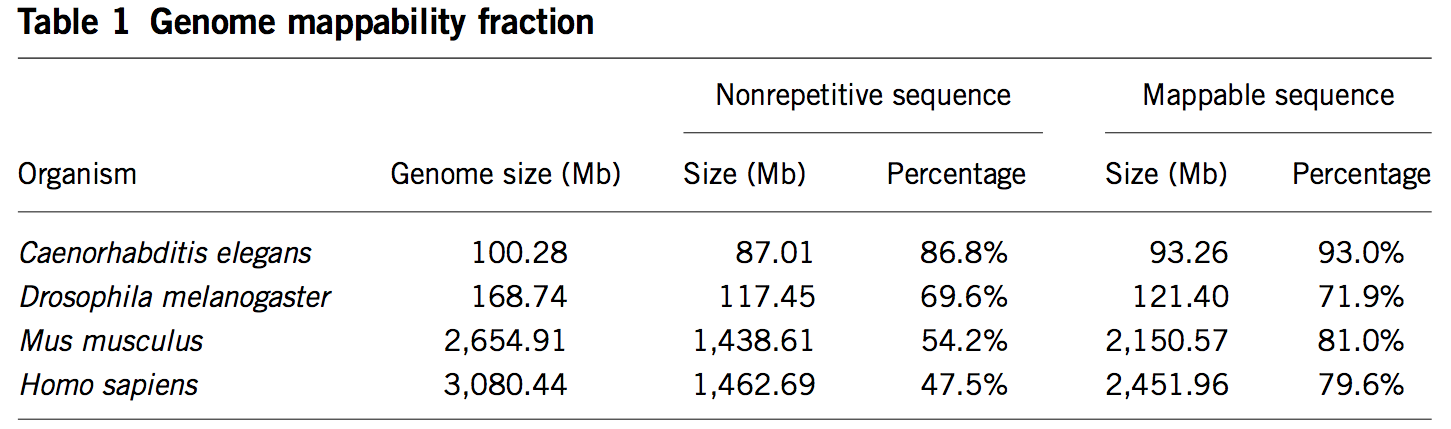 Table 1 Genome mappability fraction
Nonrepetitive sequence Mappable sequence
Organism Genome size (Mb) Size (Mb) Percentage Size (Mb) Percentage
Caenorhabditis elegans 100.28 87.01 86.8% 93.26 93.0%
Drosophila melanogaster 168.74 117.45 69.6% 121.40 71.9%
Mus musculus 2,654.91 1,438.61 54.2% 2,150.57 81.0%
Homo sapiens 3,080.44 1,462.69 47.5% 2,451.96 79.6%